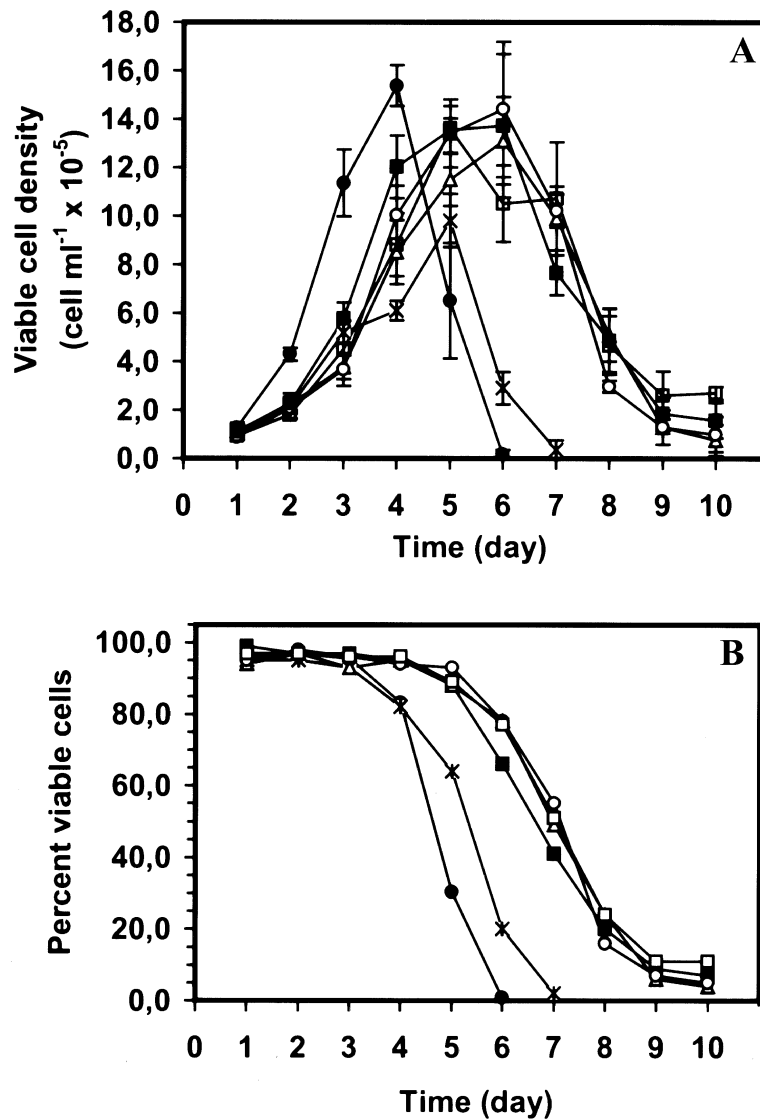 A
18,0
16,0
14,0
12,0
10,0
8,0
6,0
4,0
2,0
0,0
Viable cell density
(cell ml⁻¹ x 10⁻⁵)
0 1 2 3 4 5 6 7 8 9 10
Time (day)
B
100,0
80,0
60,0
40,0
20,0
0,0
Percent viable cells
0 1 2 3 4 5 6 7 8 9 10
Time (day)